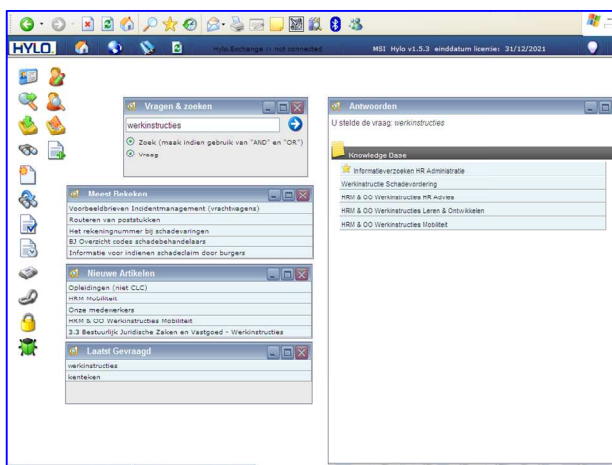 HYLO.
Hylo.Exchange :: not connected
MSI Hylo v1.5.3 einddatum licentie: 31/12/2021
Vragen & zoeken
werkinstructies
Zoek (maak indien gebruik van "AND" en "OR")
Vraag
Meest Bekeken
Voorbeeldbrieven Incidentmanagement (vrachtwagens)
Routeren van poststukken
Het rekeningnummer bij schadevaringen
BJ Overzicht codes schadebehandelaars
Informatie voor indienen schadeclaim door burgers
Nieuwe Artikelen
Opleidingen (niet CLC)
HRM Mobiliteit
Onze medewerkers
HRM & OO Werkinstructies Mobiliteit
3.3 Bestuurlijk Juridische Zaken en Vastgoed - Werkinstructies
Laatst Gevraagd
werkinstructies
kenteken
Antwoorden
U stelde de vraag: werkinstructies
Knowledge Base
Informatieverzoeken HR Administratie
Werkinstructie Schadevordering
HRM & OO Werkinstructies HR Advies
HRM & OO Werkinstructies Leren & Ontwikkelen
HRM & OO Werkinstructies Mobiliteit